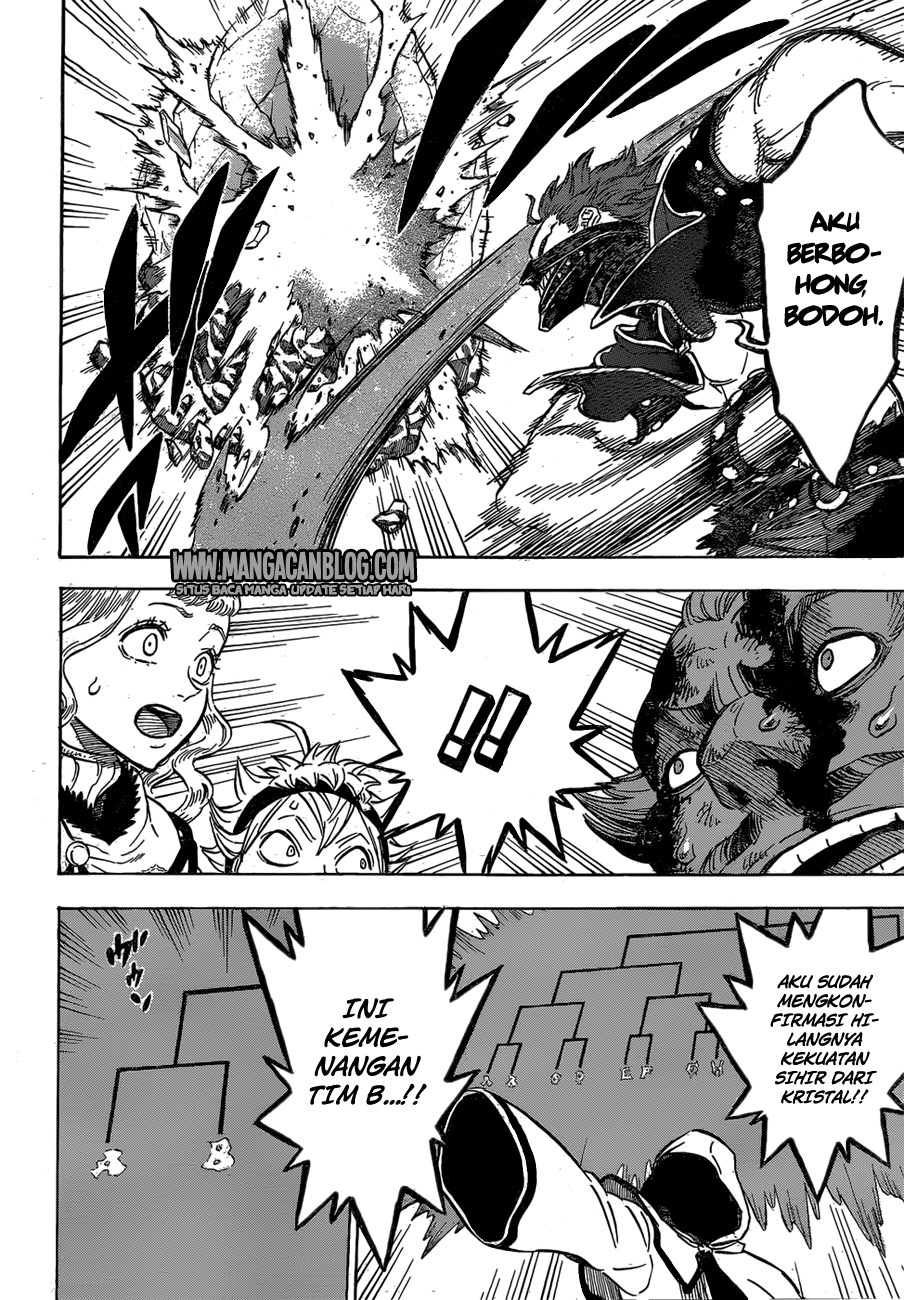 AKU
BERBO-
HONG,
BODOH.
WWW.MANGACANBLOG.COM
SITUS BACA MANGA UPDATE SETIAP HARI
!!
AKU SUDAH
MENGKON-
FIRMASI HI-
LANGNYA
KEKUATAN
SIHIR DARI
KRISTAL!!
INI
KEME-
NANGAN
TIM B...!!
A B
E F